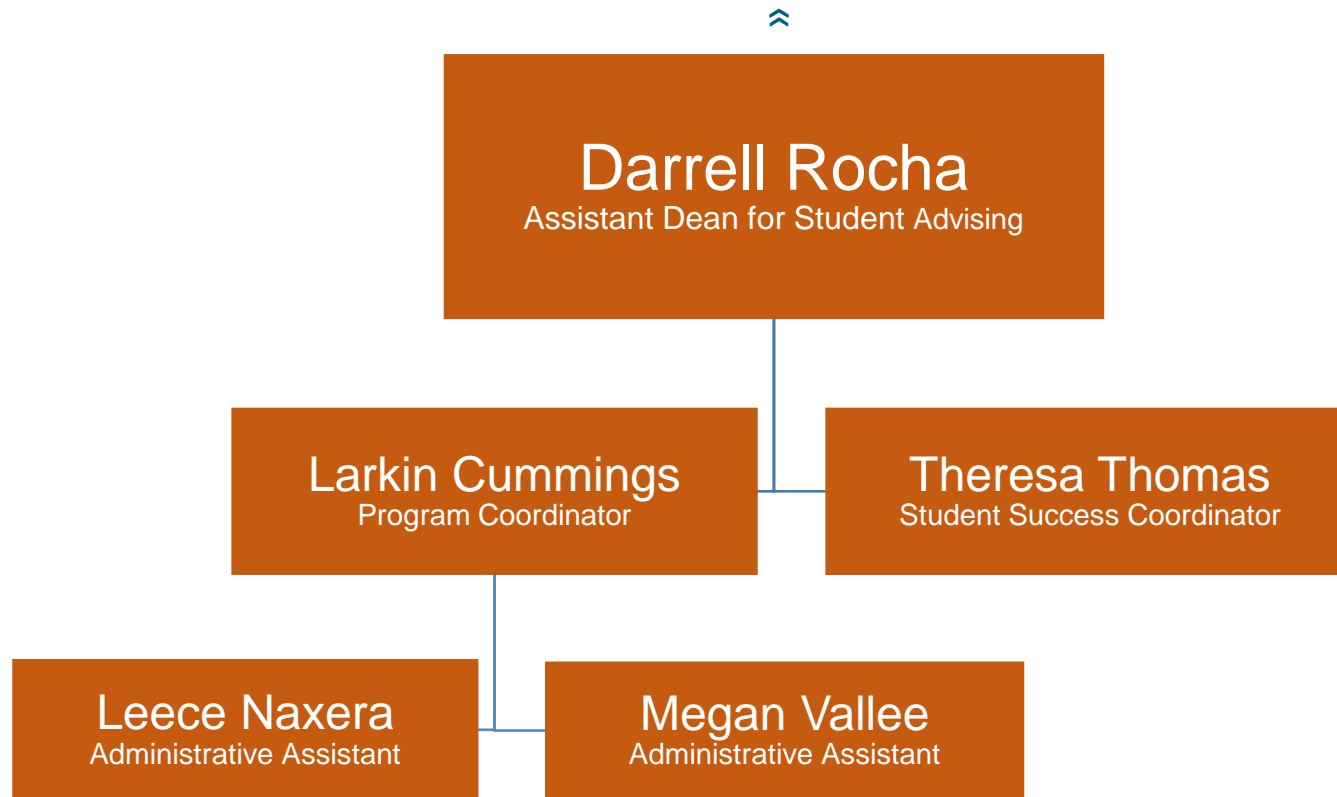 Darrell Rocha
Assistant Dean for Student Advising
Larkin Cummings
Program Coordinator
Theresa Thomas
Student Success Coordinator
Leece Naxera
Administrative Assistant
Megan Vallee
Administrative Assistant